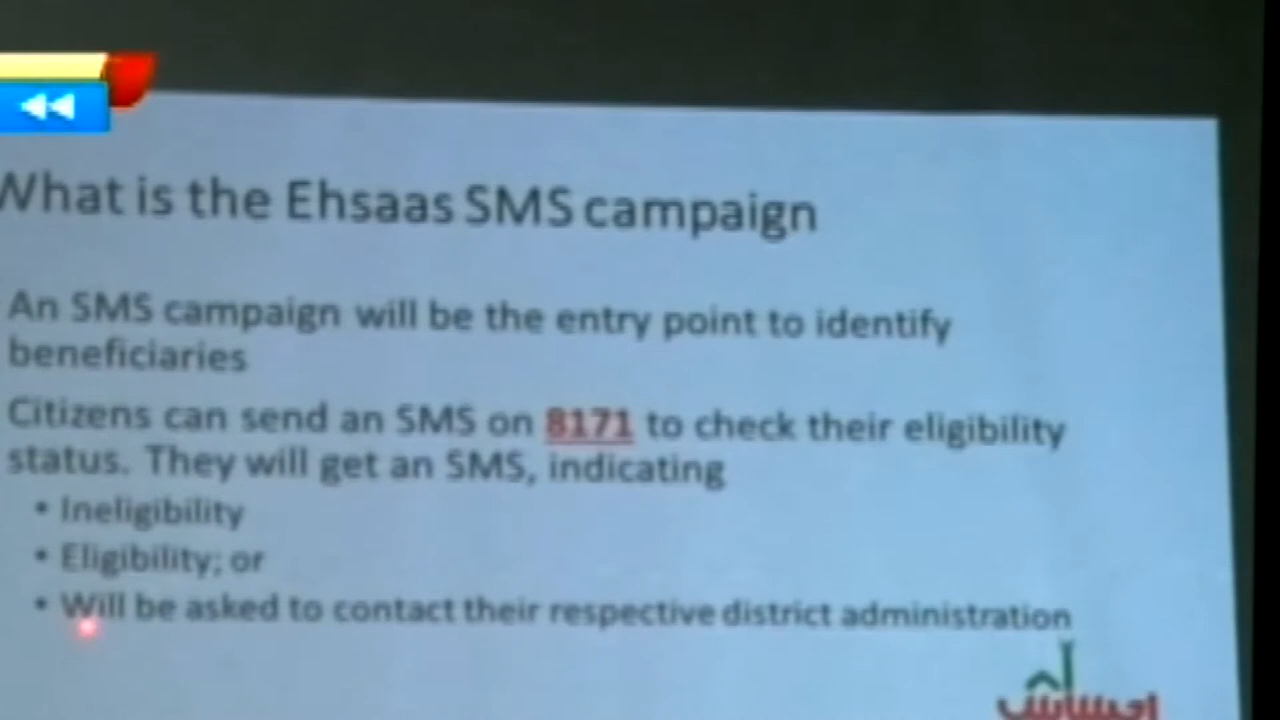 What is the Ehsaas SMS campaign
An SMS campaign will be the entry point to identify
beneficiaries
Citizens can send an SMS on 8171 to check their eligibility
status. They will get an SMS, indicating
• Ineligibility
• Eligibility; or
• Will be asked to contact their respective district administration
احساس